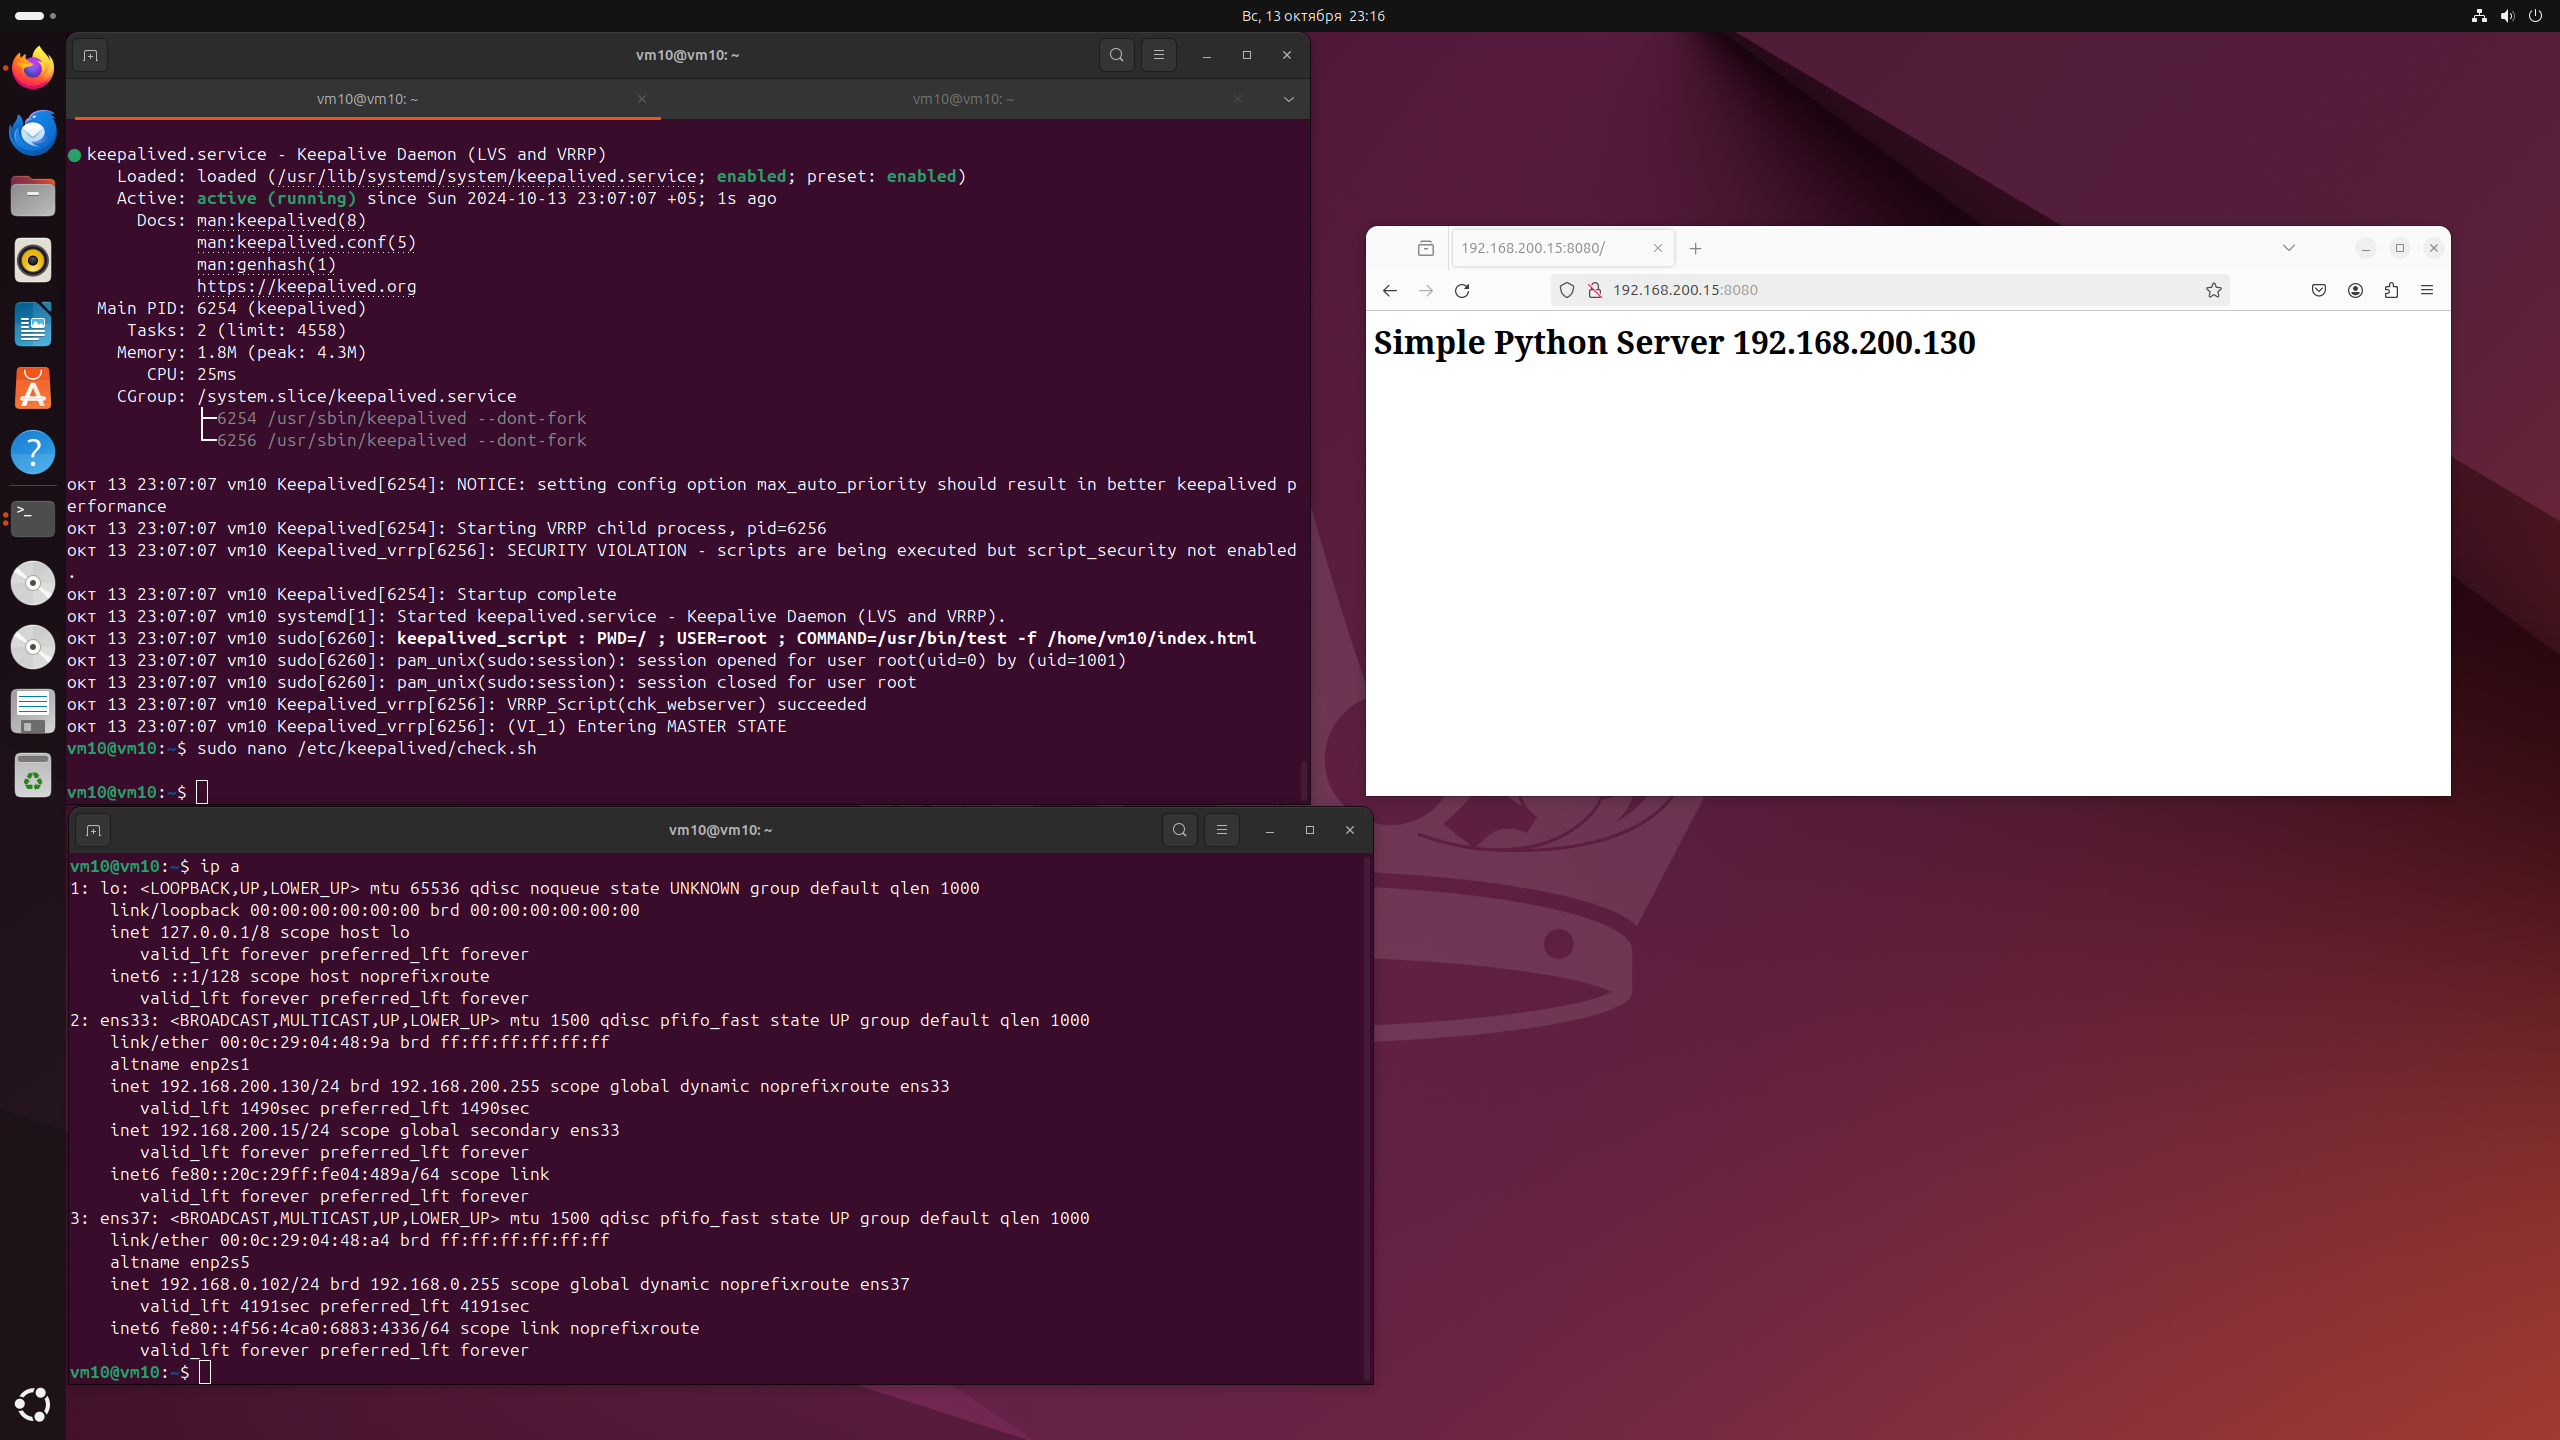 Вс, 13 октября 23:16
vm10@vm10: ~
vm10@vm10: ~
vm10@vm10: ~
keepalived.service - Keepalive Daemon (LVS and VRRP)
Loaded: loaded (/usr/lib/systemd/system/keepalived.service; enabled; preset: enabled)
Active: active (running) since Sun 2024-10-13 23:07:07 +05; 1s ago
Docs: man:keepalived(8)
man:keepalived.conf(5)
man:genhash(1)
https://keepalived.org
Main PID: 6254 (keepalived)
Tasks: 2 (limit: 4558)
Memory: 1.8M (peak: 4.3M)
CPU: 25ms
CGroup: /system.slice/keepalived.service
├─6254 /usr/sbin/keepalived --dont-fork
└─6256 /usr/sbin/keepalived --dont-fork
окт 13 23:07:07 vm10 Keepalived[6254]: NOTICE: setting config option max_auto_priority should result in better keepalived p
erformance
окт 13 23:07:07 vm10 Keepalived[6254]: Starting VRRP child process, pid=6256
окт 13 23:07:07 vm10 Keepalived_vrrp[6256]: SECURITY VIOLATION - scripts are being executed but script_security not enabled
.
окт 13 23:07:07 vm10 Keepalived[6254]: Startup complete
окт 13 23:07:07 vm10 systemd[1]: Started keepalived.service - Keepalive Daemon (LVS and VRRP).
окт 13 23:07:07 vm10 sudo[6260]: keepalived_script : PWD=/ ; USER=root ; COMMAND=/usr/bin/test -f /home/vm10/index.html
окт 13 23:07:07 vm10 sudo[6260]: pam_unix(sudo:session): session opened for user root(uid=0) by (uid=1001)
окт 13 23:07:07 vm10 sudo[6260]: pam_unix(sudo:session): session closed for user root
окт 13 23:07:07 vm10 Keepalived_vrrp[6256]: VRRP_Script(chk_webserver) succeeded
окт 13 23:07:07 vm10 Keepalived_vrrp[6256]: (VI_1) Entering MASTER STATE
vm10@vm10:~$ sudo nano /etc/keepalived/check.sh
vm10@vm10:~$
192.168.200.15:8080/
192.168.200.15:8080
Simple Python Server 192.168.200.130
vm10@vm10: ~
vm10@vm10:~$ ip a
1: lo: <LOOPBACK,UP,LOWER_UP> mtu 65536 qdisc noqueue state UNKNOWN group default qlen 1000
link/loopback 00:00:00:00:00:00 brd 00:00:00:00:00:00
inet 127.0.0.1/8 scope host lo
valid_lft forever preferred_lft forever
inet6 ::1/128 scope host noprefixroute
valid_lft forever preferred_lft forever
2: ens33: <BROADCAST,MULTICAST,UP,LOWER_UP> mtu 1500 qdisc pfifo_fast state UP group default qlen 1000
link/ether 00:0c:29:04:48:9a brd ff:ff:ff:ff:ff:ff
altname enp2s1
inet 192.168.200.130/24 brd 192.168.200.255 scope global dynamic noprefixroute ens33
valid_lft 1490sec preferred_lft 1490sec
inet 192.168.200.15/24 scope global secondary ens33
valid_lft forever preferred_lft forever
inet6 fe80::20c:29ff:fe04:489a/64 scope link
valid_lft forever preferred_lft forever
3: ens37: <BROADCAST,MULTICAST,UP,LOWER_UP> mtu 1500 qdisc pfifo_fast state UP group default qlen 1000
link/ether 00:0c:29:04:48:a4 brd ff:ff:ff:ff:ff:ff
altname enp2s5
inet 192.168.0.102/24 brd 192.168.0.255 scope global dynamic noprefixroute ens37
valid_lft 4191sec preferred_lft 4191sec
inet6 fe80::4f56:4ca0:6883:4336/64 scope link noprefixroute
valid_lft forever preferred_lft forever
vm10@vm10:~$